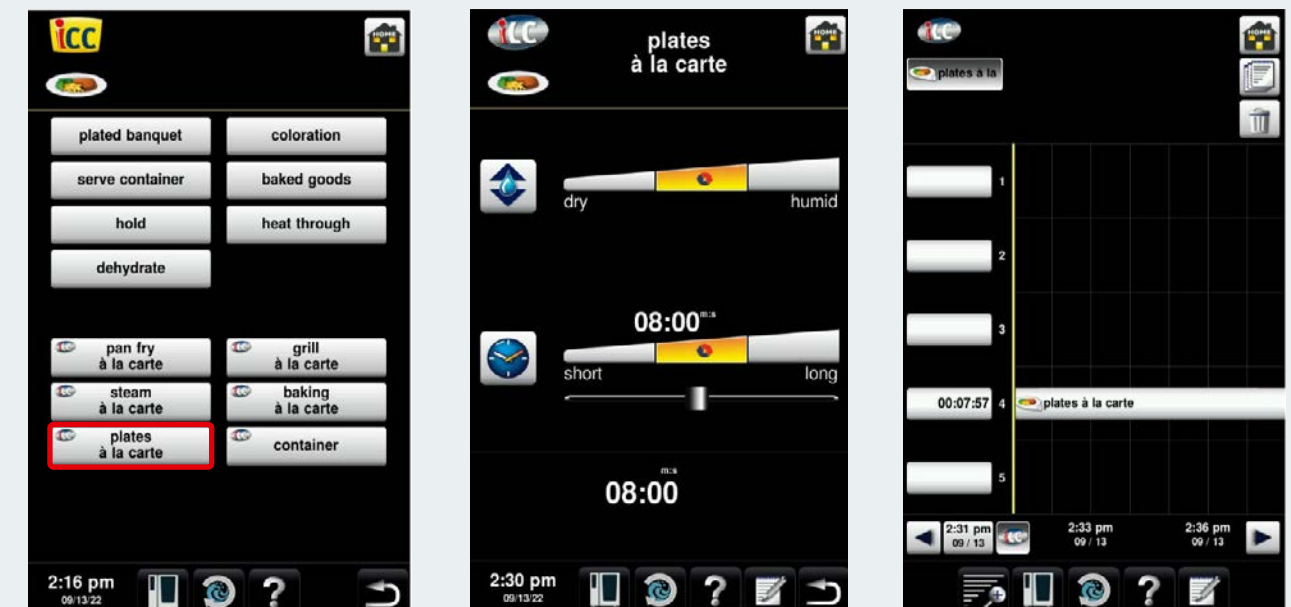 icc
HOME
plated banquet
coloration
serve container
baked goods
hold
heat through
dehydrate
pan fry
à la carte
grill
à la carte
steam
à la carte
baking
à la carte
plates
à la carte
container
2:16 pm
09/13/22
?
HOME
plates
à la carte
dry
humid
08:00 m:s
short
long
m:s
08:00
2:30 pm
09/13/22
?
HOME
plates à la
1
2
3
00:07:57 4 plates à la carte
5
2:31 pm
09 / 13
2:33 pm
09 / 13
2:36 pm
09 / 13
?